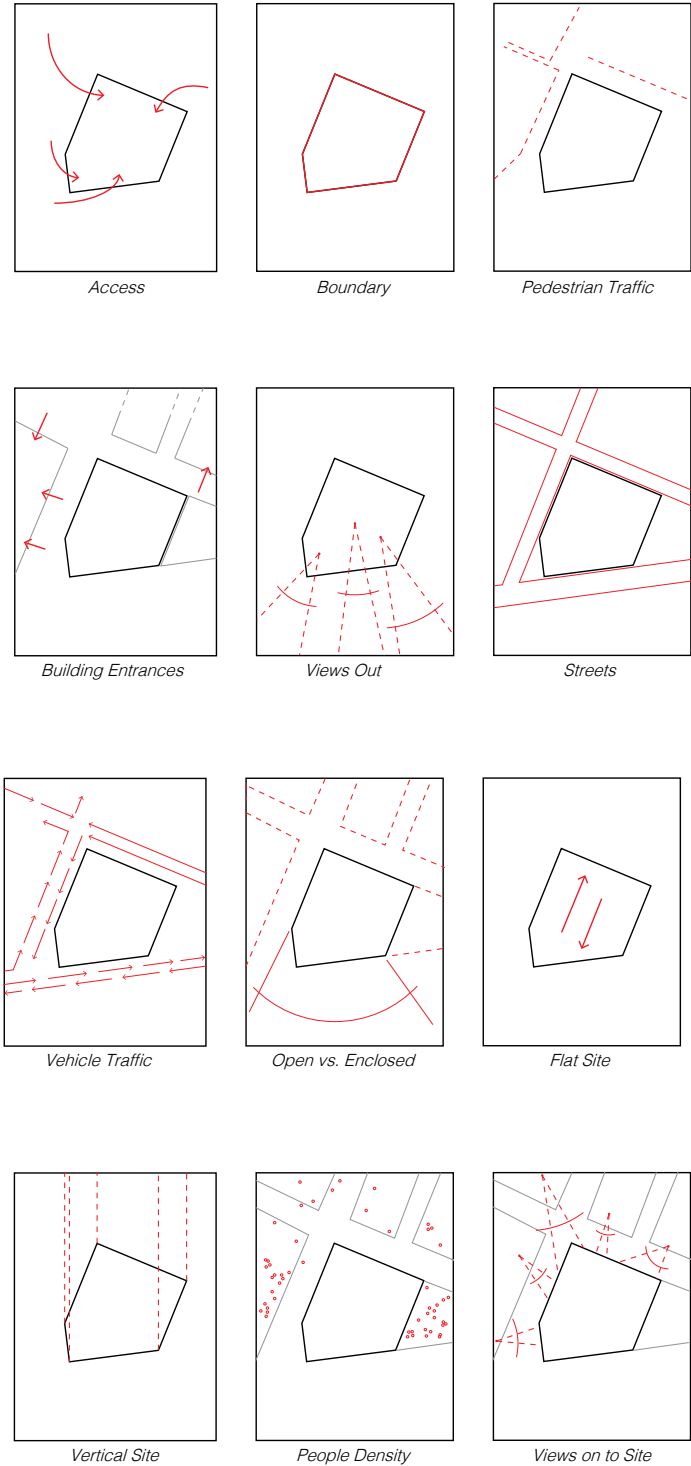 Access
Boundary
Pedestrian Traffic
Building Entrances
Views Out
Streets
Vehicle Traffic
Open vs. Enclosed
Flat Site
Vertical Site
People Density
Views on to Site